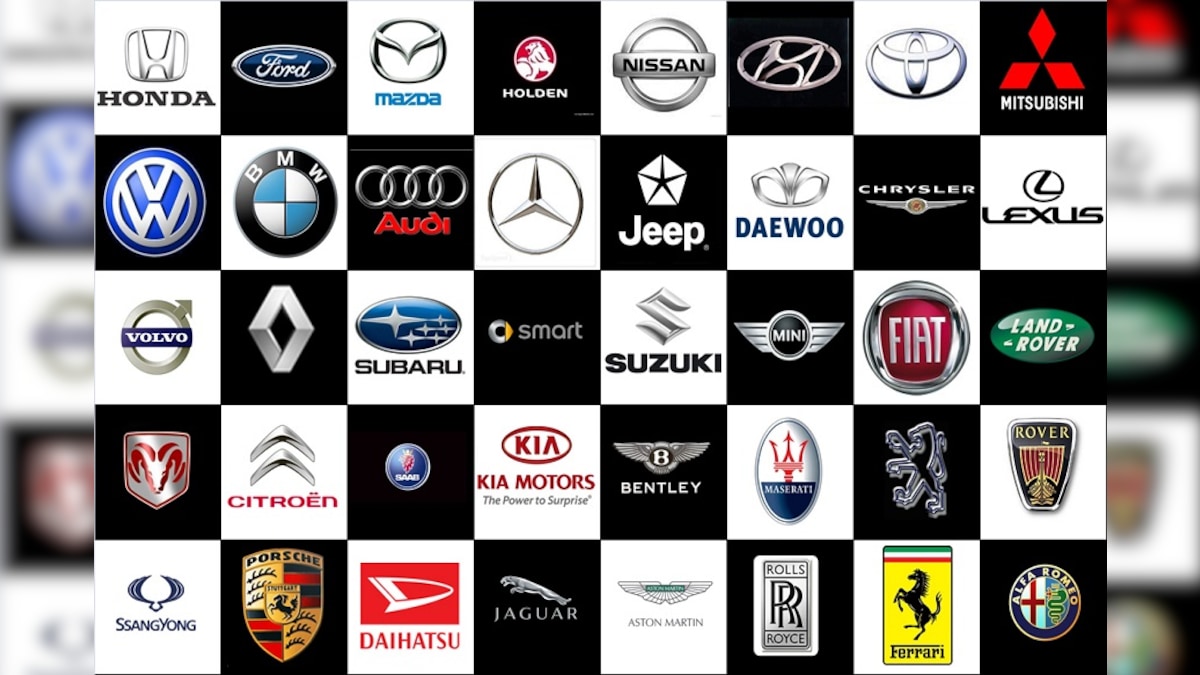 HONDA
Ford
mazda
HOLDEN
NISSAN
MITSUBISHI
VW
BMW
Audi
Jeep
DAEWOO
CHRYSLER
L
LEXUS
VOLVO
SUBARU
smart
SUZUKI
MINI
FIAT
LAND
ROVER
CITROËN
SAAB
KIA
KIA MOTORS
The Power to Surprise
B
BENTLEY
MASERATI
ROVER
SSANGYONG
PORSCHE
STUTTGART
DAIHATSU
JAGUAR
ASTON MARTIN
ASTON MARTIN
ROLLS
RR
ROYCE
Ferrari
ALFA ROMEO